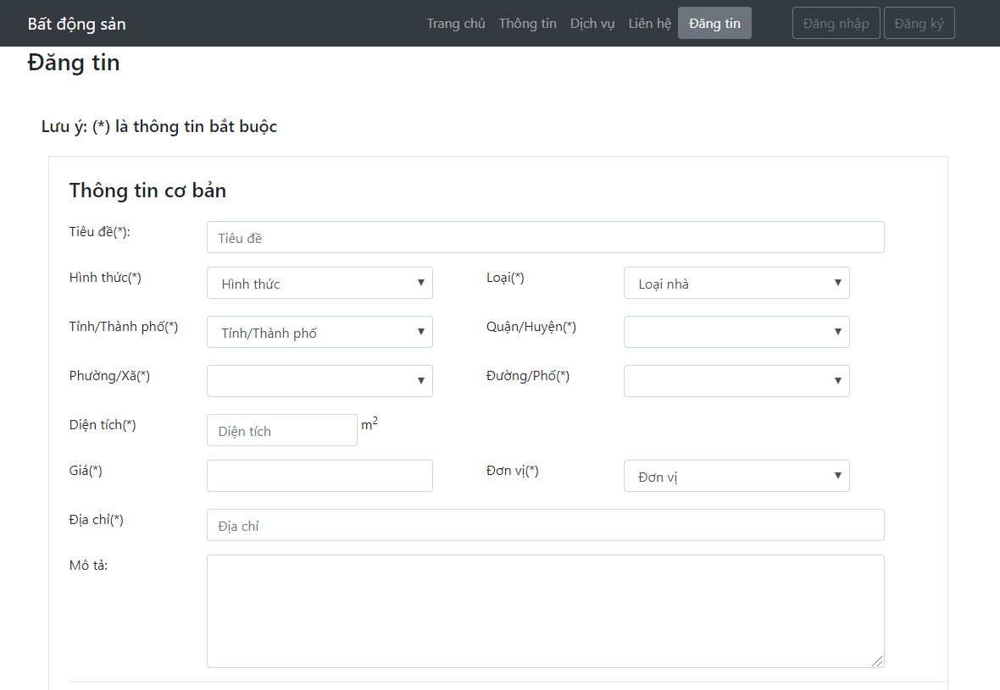 Bất động sản Trang chủ Thông tin Dịch vụ Liên hệ Đăng tin Đăng nhập Đăng ký
Đăng tin
Lưu ý: (*) là thông tin bắt buộc
Thông tin cơ bản
Tiêu đề(*): Tiêu đề
Hình thức(*) Hình thức Loại(*) Loại nhà
Tỉnh/Thành phố(*) Tỉnh/Thành phố Quận/Huyện(*)
Phường/Xã(*) Đường/Phố(*)
Diện tích(*) Diện tích m²
Giá(*) Đơn vị(*) Đơn vị
Địa chỉ(*) Địa chỉ
Mô tả: